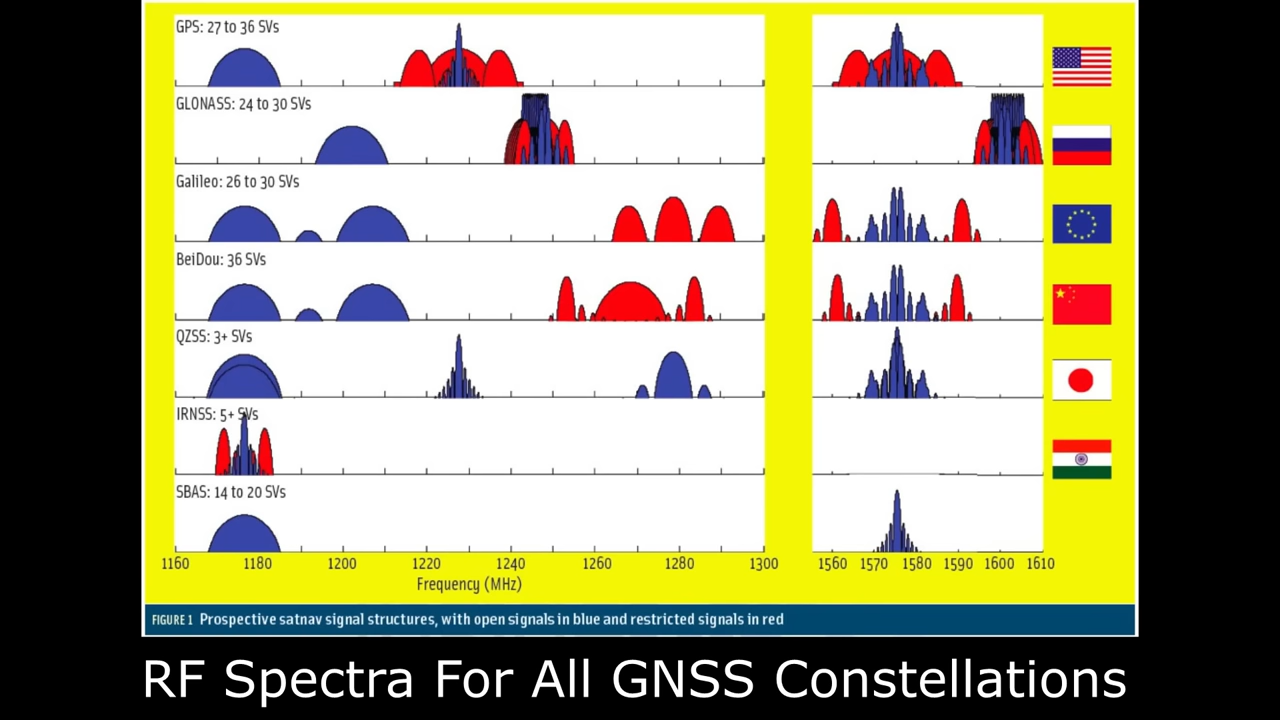 GPS: 27 to 36 SVs
GLONASS: 24 to 30 SVs
Galileo: 26 to 30 SVs
BeiDou: 36 SVs
QZSS: 3+ SVs
IRNSS: 5+ SVs
SBAS: 14 to 20 SVs
1160 1180 1200 1220 1240 1260 1280 1300 1560 1570 1580 1590 1600 1610
Frequency (MHz)
FIGURE 1 Prospective satnav signal structures, with open signals in blue and restricted signals in red
RF Spectra For All GNSS Constellations